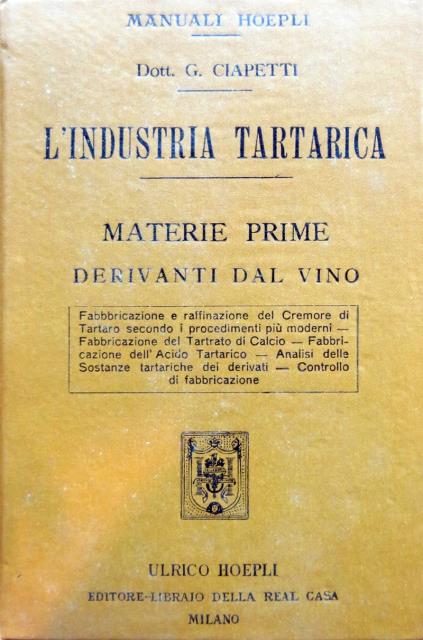 MANUALI HOEPLI
Dott. G. CIAPETTI
L'INDUSTRIA TARTARICA
MATERIE PRIME
DERIVANTI DAL VINO
Fabbbricazione e raffinazione del Cremore di
Tartaro secondo i procedimenti più moderni —
Fabbricazione del Tartrato di Calcio — Fabbri-
cazione dell'Acido Tartarico — Analisi delle
Sostanze tartariche dei derivati — Controllo
di fabbricazione
ULRICO HOEPLI
EDITORE-LIBRAIO DELLA REAL CASA
MILANO